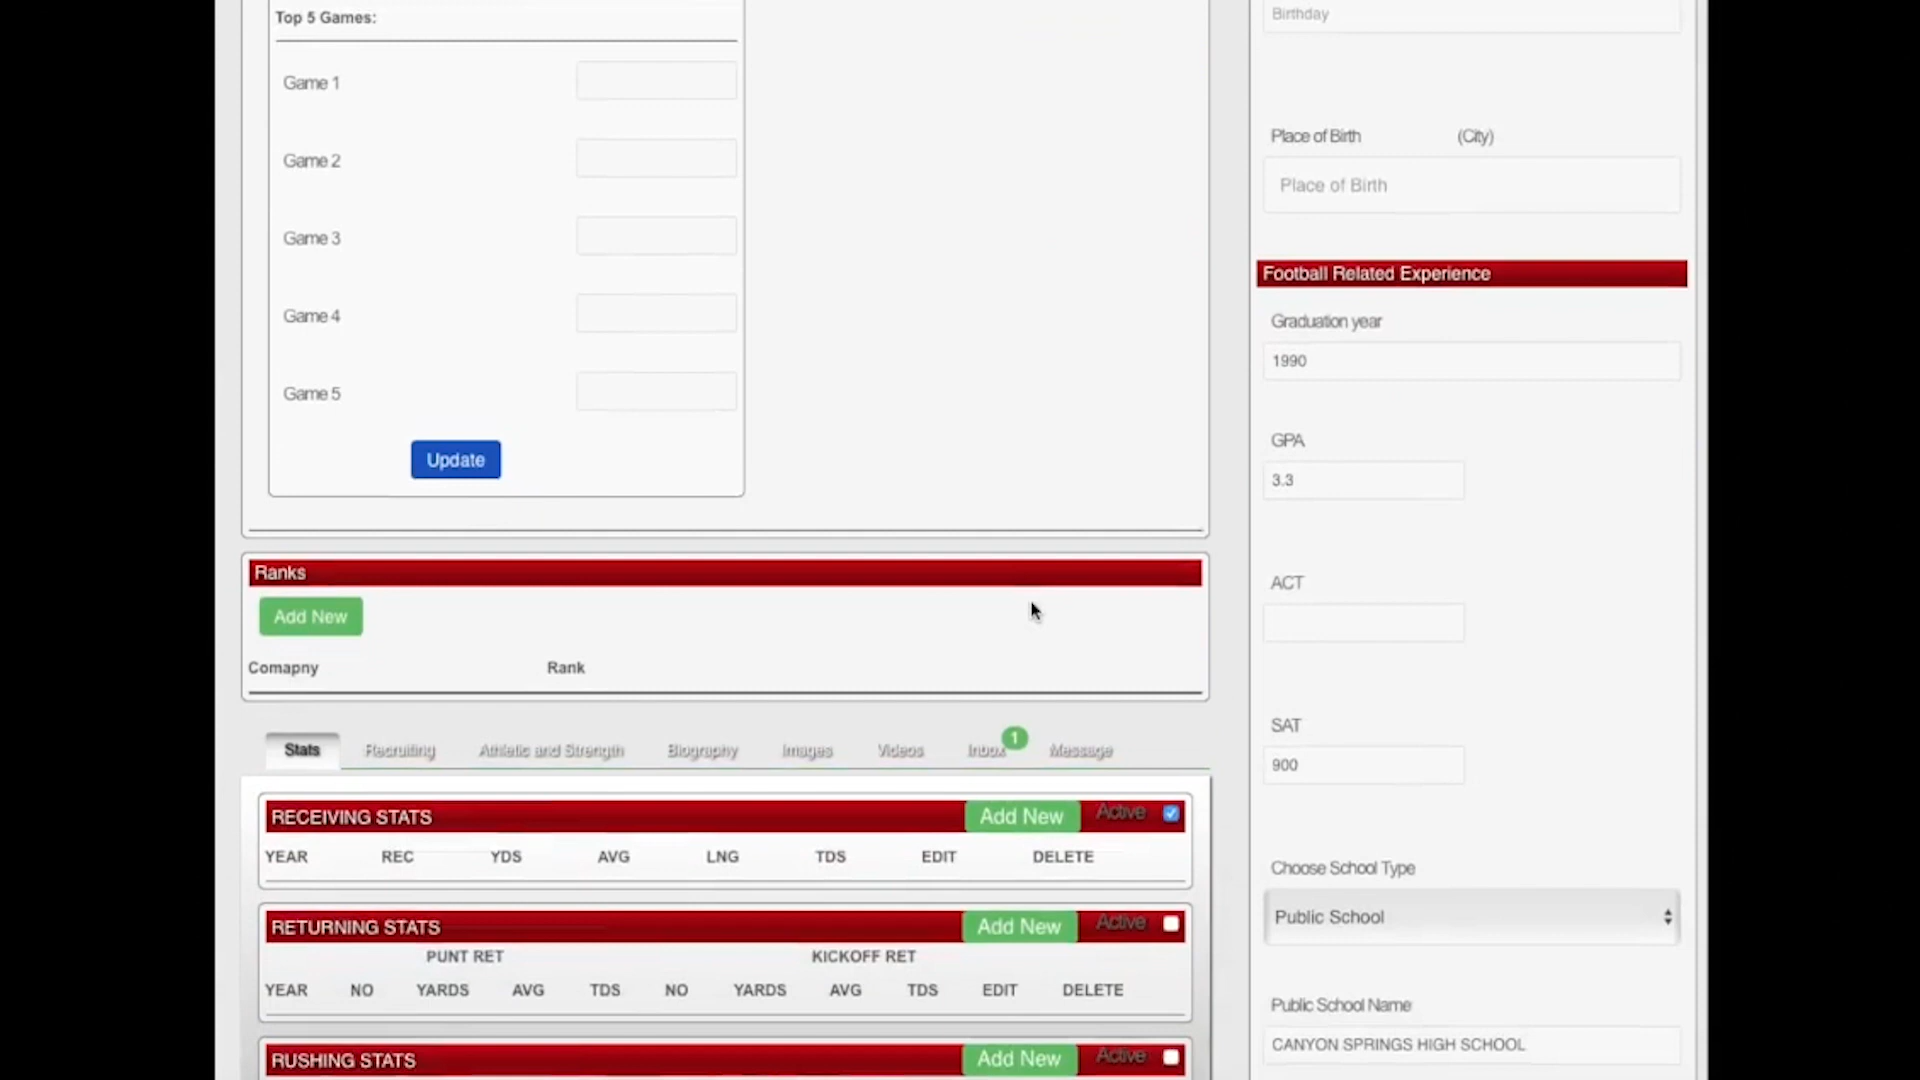 Top 5 Games:
Game 1
Game 2
Game 3
Game 4
Game 5
Update
Ranks
Add New
Comapny Rank
Stats Recruiting Athletic and Strength Biography Images Videos Inbox 1 Message
RECEIVING STATS Add New Active
YEAR REC YDS AVG LNG TDS EDIT DELETE
RETURNING STATS Add New Active
PUNT RET KICKOFF RET
YEAR NO YARDS AVG TDS NO YARDS AVG TDS EDIT DELETE
RUSHING STATS Add New Active
Birthday
Place of Birth (City)
Place of Birth
Football Related Experience
Graduation year
1990
GPA
3.3
ACT
SAT
900
Choose School Type
Public School
Public School Name
CANYON SPRINGS HIGH SCHOOL